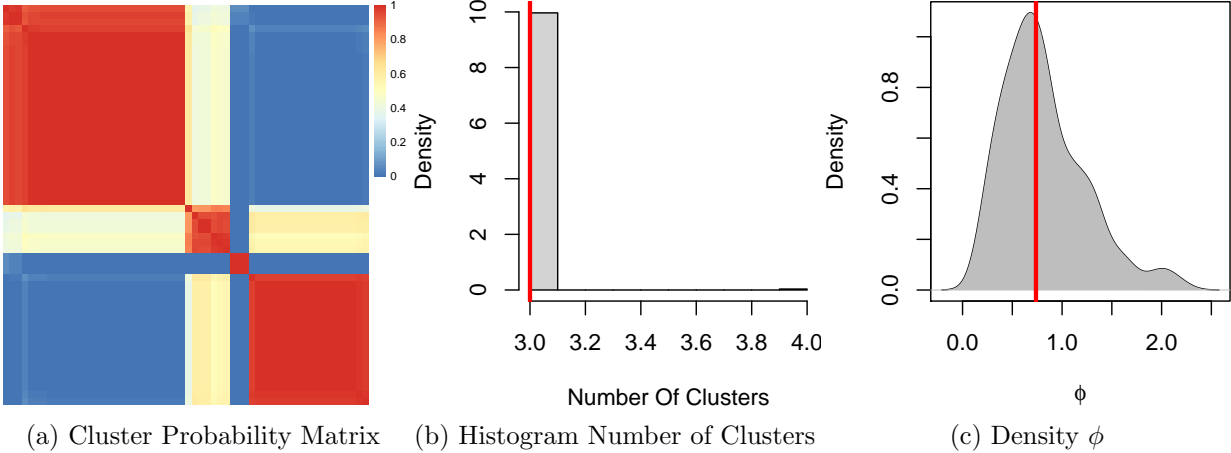 1
0.8
0.6
0.4
0.2
0
Density
10
8
6
4
2
0
3.0 3.2 3.4 3.6 3.8 4.0
Number Of Clusters
Density
0.8
0.4
0.0
0.0 1.0 2.0
ϕ
(a) Cluster Probability Matrix
(b) Histogram Number of Clusters
(c) Density ϕ